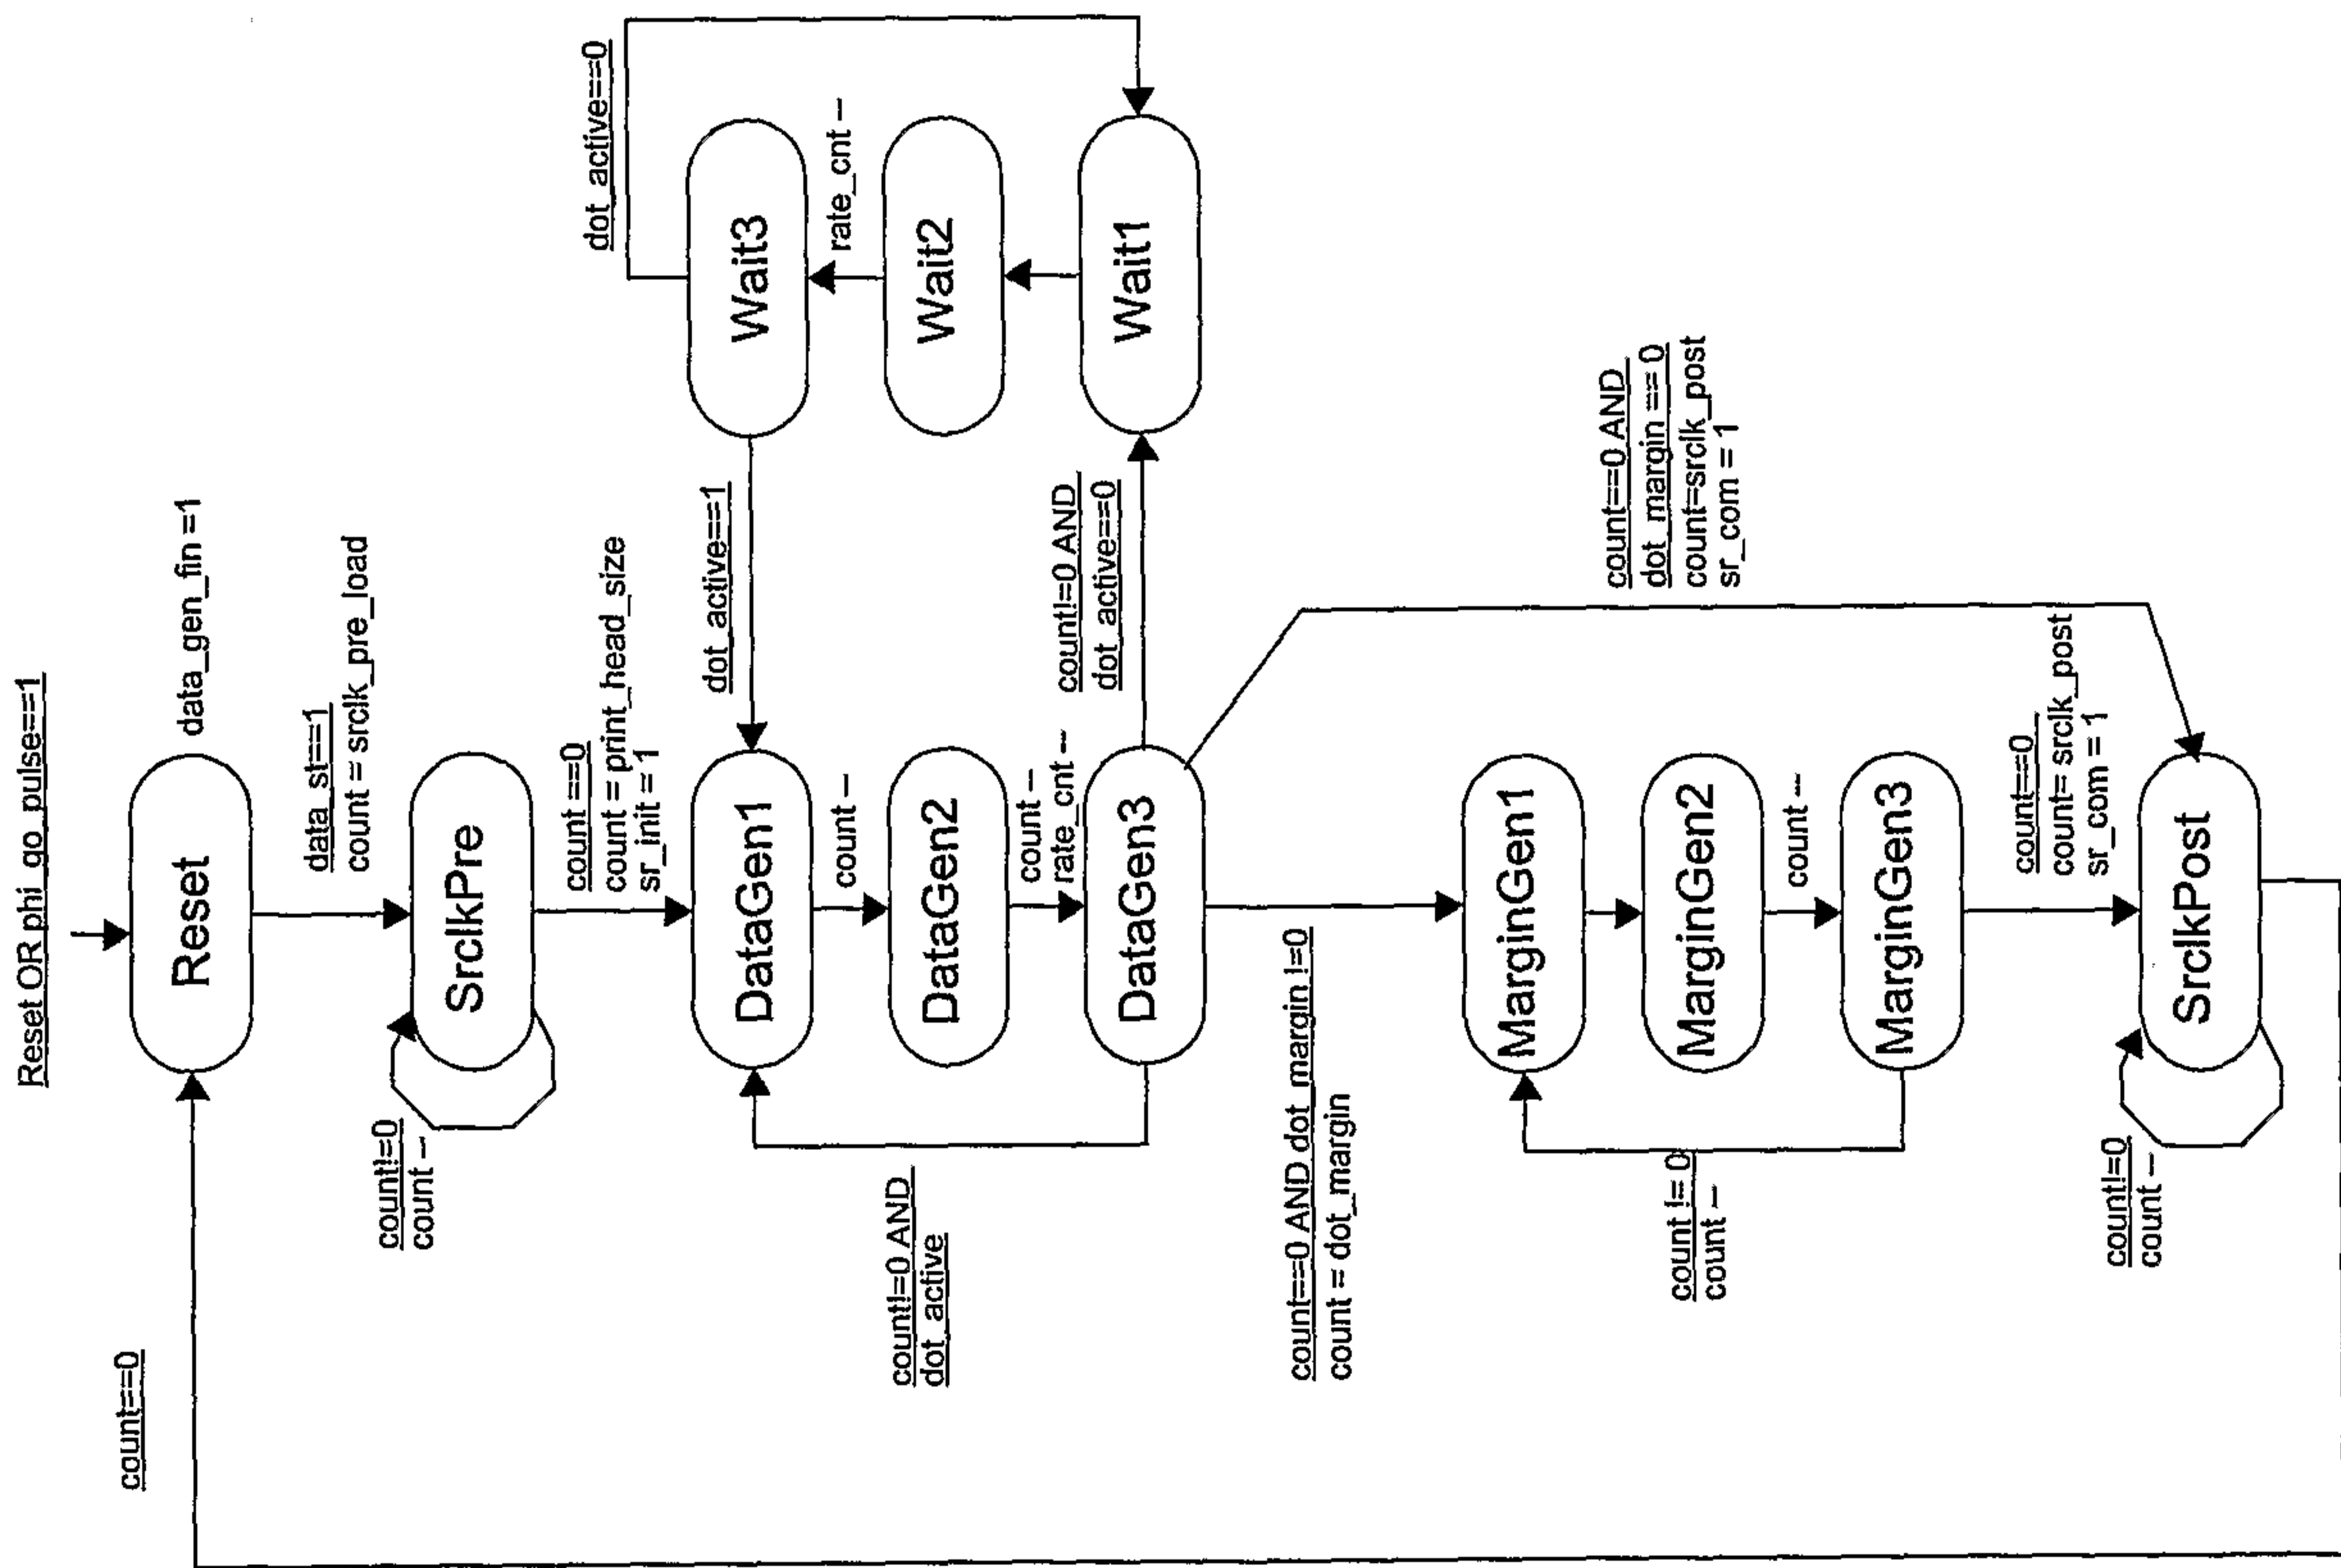 Reset OR phi_go_pulse==1
Reset
data_gen_fin =1
count==0
data_st==1
count = srclk_pre_load
SrclkPre
count!=0
count --
count ==0
count = print_head_size
sr_init = 1
DataGen1
count --
DataGen2
count --
rate_cnt --
DataGen3
count!=0 AND
dot_active
dot_active==1
count!=0 AND
dot_active==0
dot_active==0
Wait3
rate_cnt --
Wait2
Wait1
count==0 AND dot_margin !=0
count = dot_margin
count==0 AND
dot_margin == 0
count=srclk_post
sr_com = 1
MarginGen1
MarginGen2
count --
MarginGen3
count != 0
count --
count==0
count= srclk_post
sr_com = 1
SrclkPost
count!=0
count --